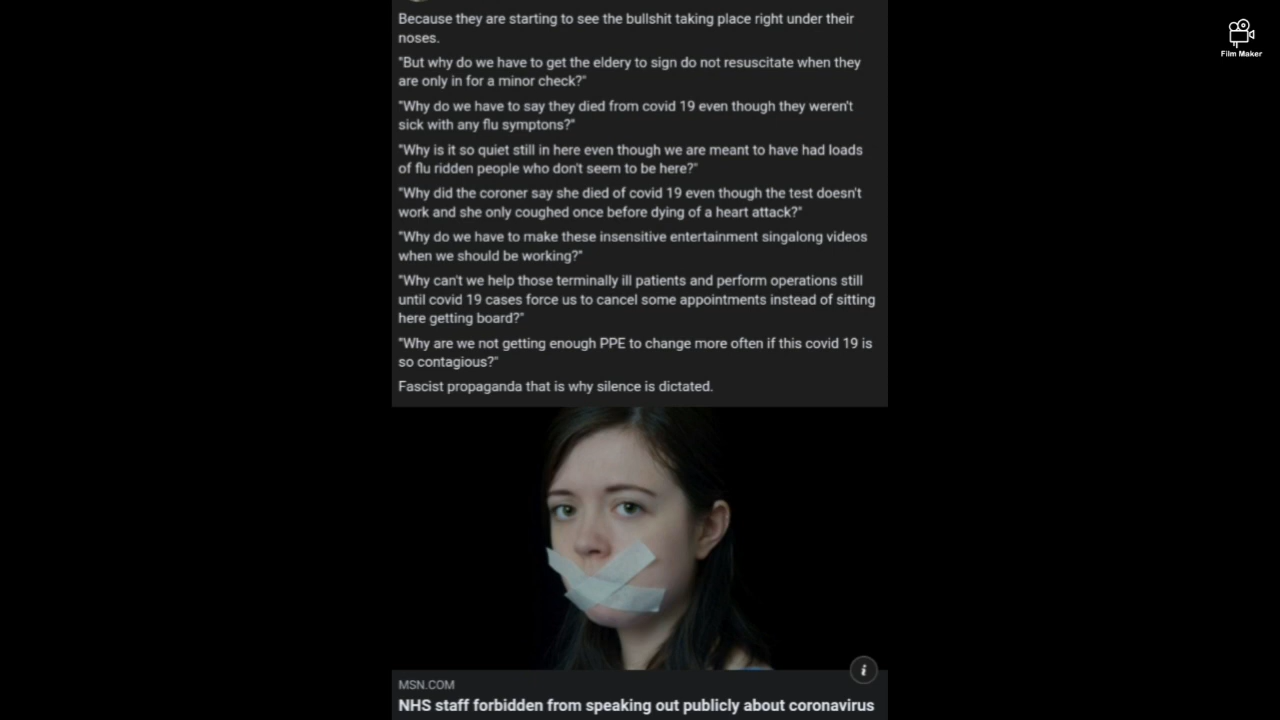 Because they are starting to see the bullshit taking place right under their
noses.
"But why do we have to get the eldery to sign do not resuscitate when they
are only in for a minor check?"
"Why do we have to say they died from covid 19 even though they weren't
sick with any flu symptons?"
"Why is it so quiet still in here even though we are meant to have had loads
of flu ridden people who don't seem to be here?"
"Why did the coroner say she died of covid 19 even though the test doesn't
work and she only coughed once before dying of a heart attack?"
"Why do we have to make these insensitive entertainment singalong videos
when we should be working?"
"Why can't we help those terminally ill patients and perform operations still
until covid 19 cases force us to cancel some appointments instead of sitting
here getting board?"
"Why are we not getting enough PPE to change more often if this covid 19 is
so contagious?"
Fascist propaganda that is why silence is dictated.
MSN.COM
NHS staff forbidden from speaking out publicly about coronavirus
Film Maker